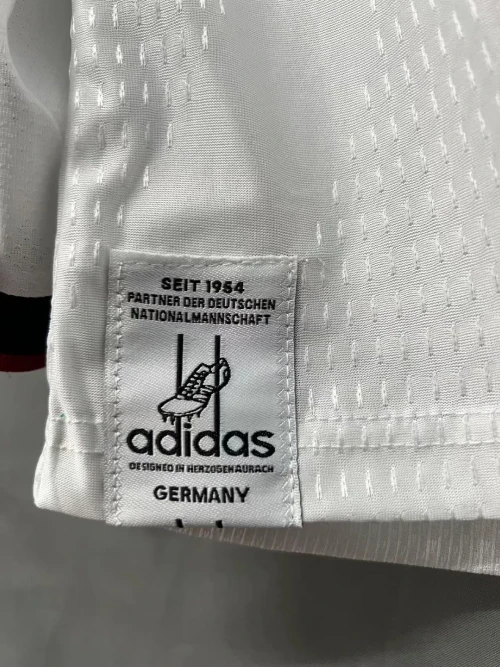 SEIT 1954
PARTNER DER DEUTSCHEN
NATIONALMANNSCHAFT
adidas
DESIGNED IN HERZOGENAURACH
GERMANY